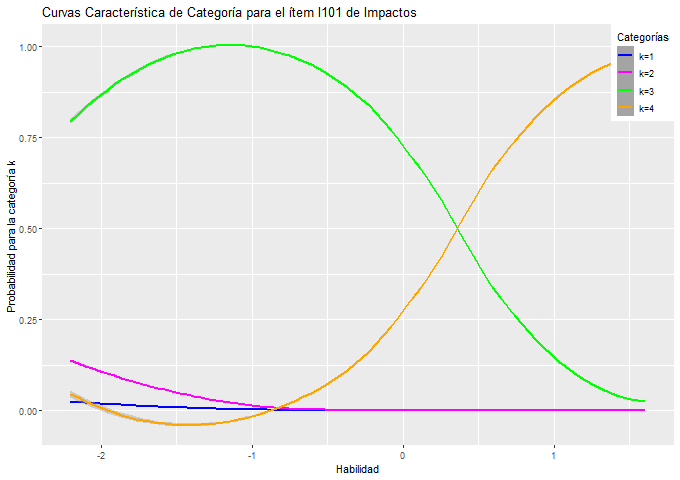 Curvas Característica de Categoría para el ítem I101 de Impactos
Categorías
k=1
k=2
k=3
k=4
Probabilidad para la categoría k
1.00
0.75
0.50
0.25
0.00
-2
-1
0
1
Habilidad